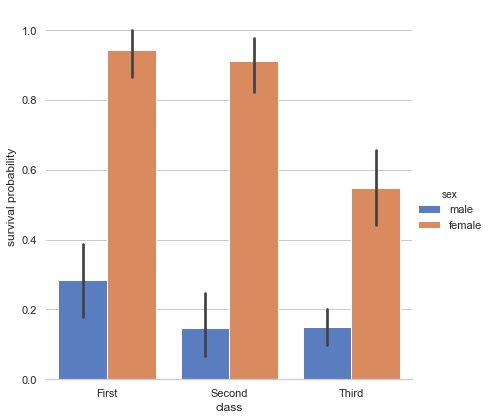 1.0
0.8
0.6
0.4
0.2
0.0
survival probability
First Second Third
class
sex
male
female